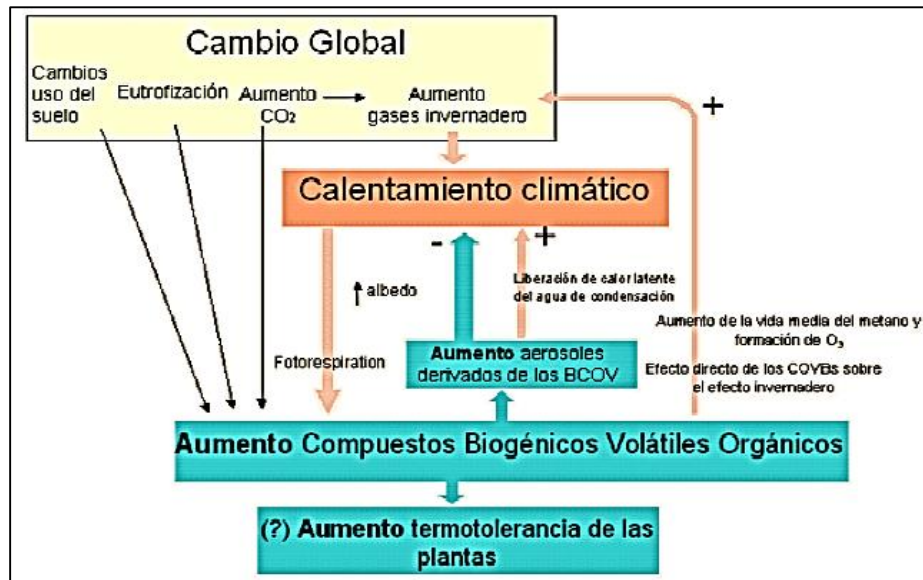 Cambio Global
Cambios
uso del
suelo
Eutrofización
Aumento
CO₂
Aumento
gases invernadero
+
Calentamiento climático
-
+
albedo
Liberación de calor latente
del agua de condensación
Aumento de la vida media del metano y
formación de O₃
Fotorespiration
Aumento aerosoles
derivados de los BCOV
Efecto directo de los COVBs sobre
el efecto invernadero
Aumento Compuestos Biogénicos Volátiles Orgánicos
(?) Aumento termotolerancia de las
plantas